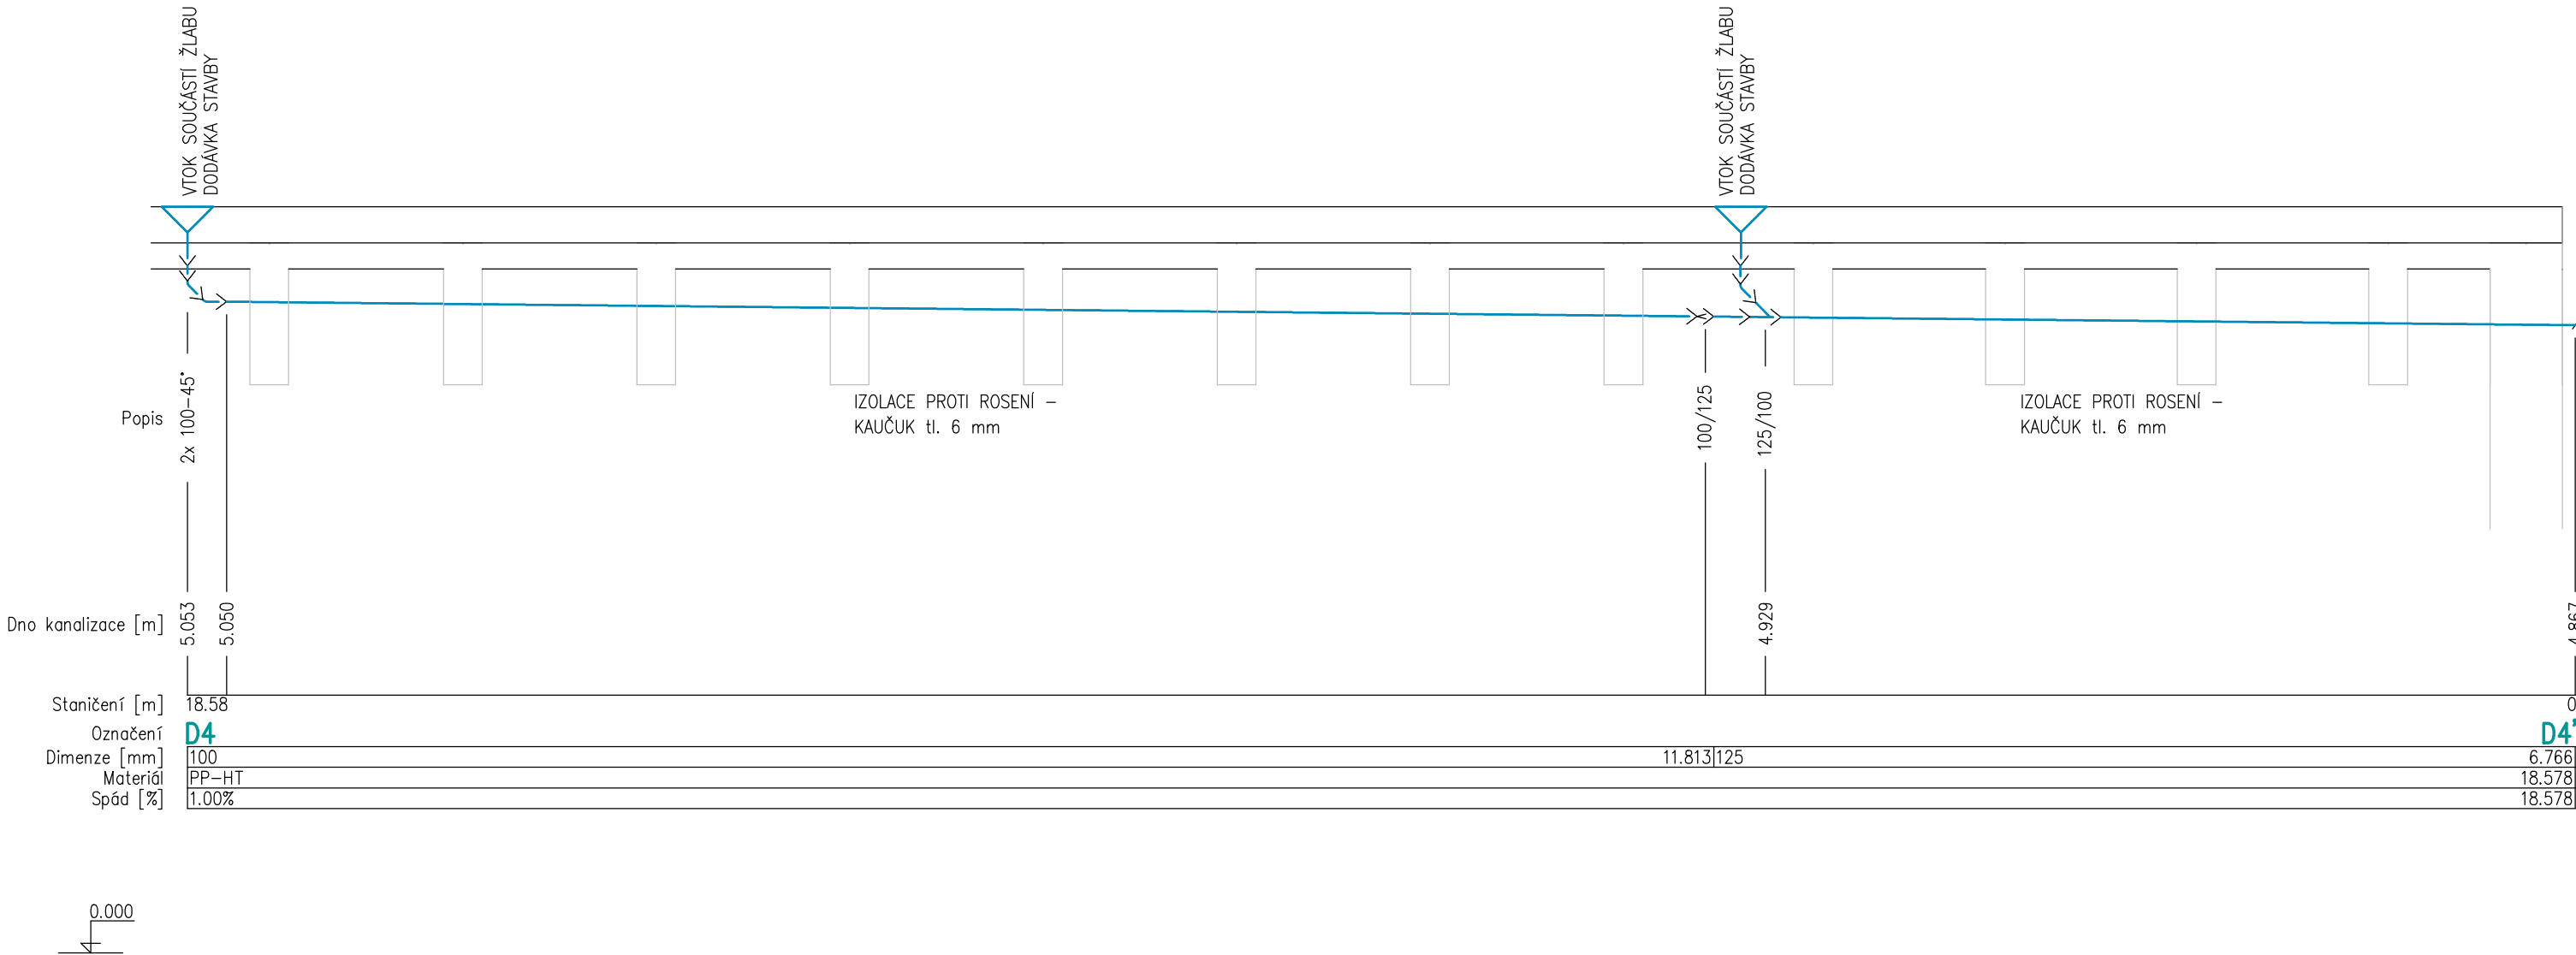 VTOK SOUČÁSTÍ ŽLABU
DODÁVKA STAVBY
VTOK SOUČÁSTÍ ŽLABU
DODÁVKA STAVBY
Popis
2x 100-45°
IZOLACE PROTI ROSENÍ -
KAUČUK tl. 6 mm
100/125
125/100
IZOLACE PROTI ROSENÍ -
KAUČUK tl. 6 mm
Dno kanalizace [m]
5.053
5.050
4.929
4.867
Staničení [m]
18.58
0
Označení
D4
D4'
Dimenze [mm]
100
11.813
125
6.766
Materiál
PP-HT
18.578
Spád [%]
1.00%
18.578
0.000